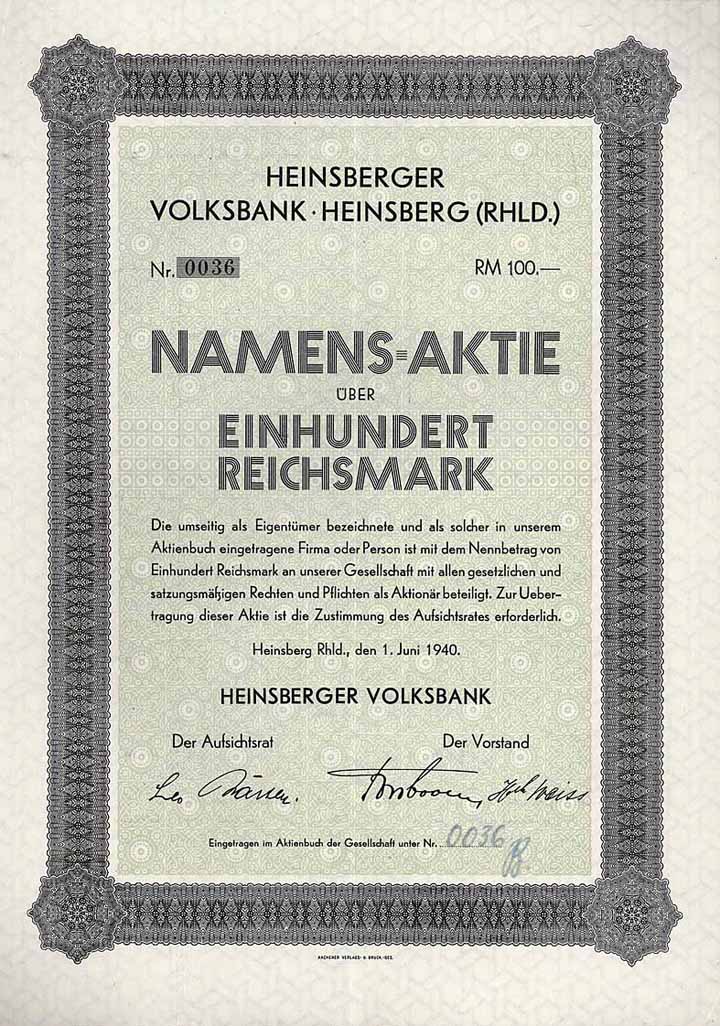 HEINSBERGER
VOLKSBANK · HEINSBERG (RHLD.)
Nr. 0036 RM 100.—
NAMENS=AKTIE
ÜBER
EINHUNDERT
REICHSMARK
Die umseitig als Eigentümer bezeichnete und als solcher in unserem
Aktienbuch eingetragene Firma oder Person ist mit dem Nennbetrag von
Einhundert Reichsmark an unserer Gesellschaft mit allen gesetzlichen und
satzungsmäßigen Rechten und Pflichten als Aktionär beteiligt. Zur Ueber-
tragung dieser Aktie ist die Zustimmung des Aufsichtsrates erforderlich.
Heinsberg Rhld., den 1. Juni 1940.
HEINSBERGER VOLKSBANK
Der Aufsichtsrat Der Vorstand
Leo
Eingetragen im Aktienbuch der Gesellschaft unter Nr. 0036
AACHENER VERLAGS- & DRUCK.-GES.